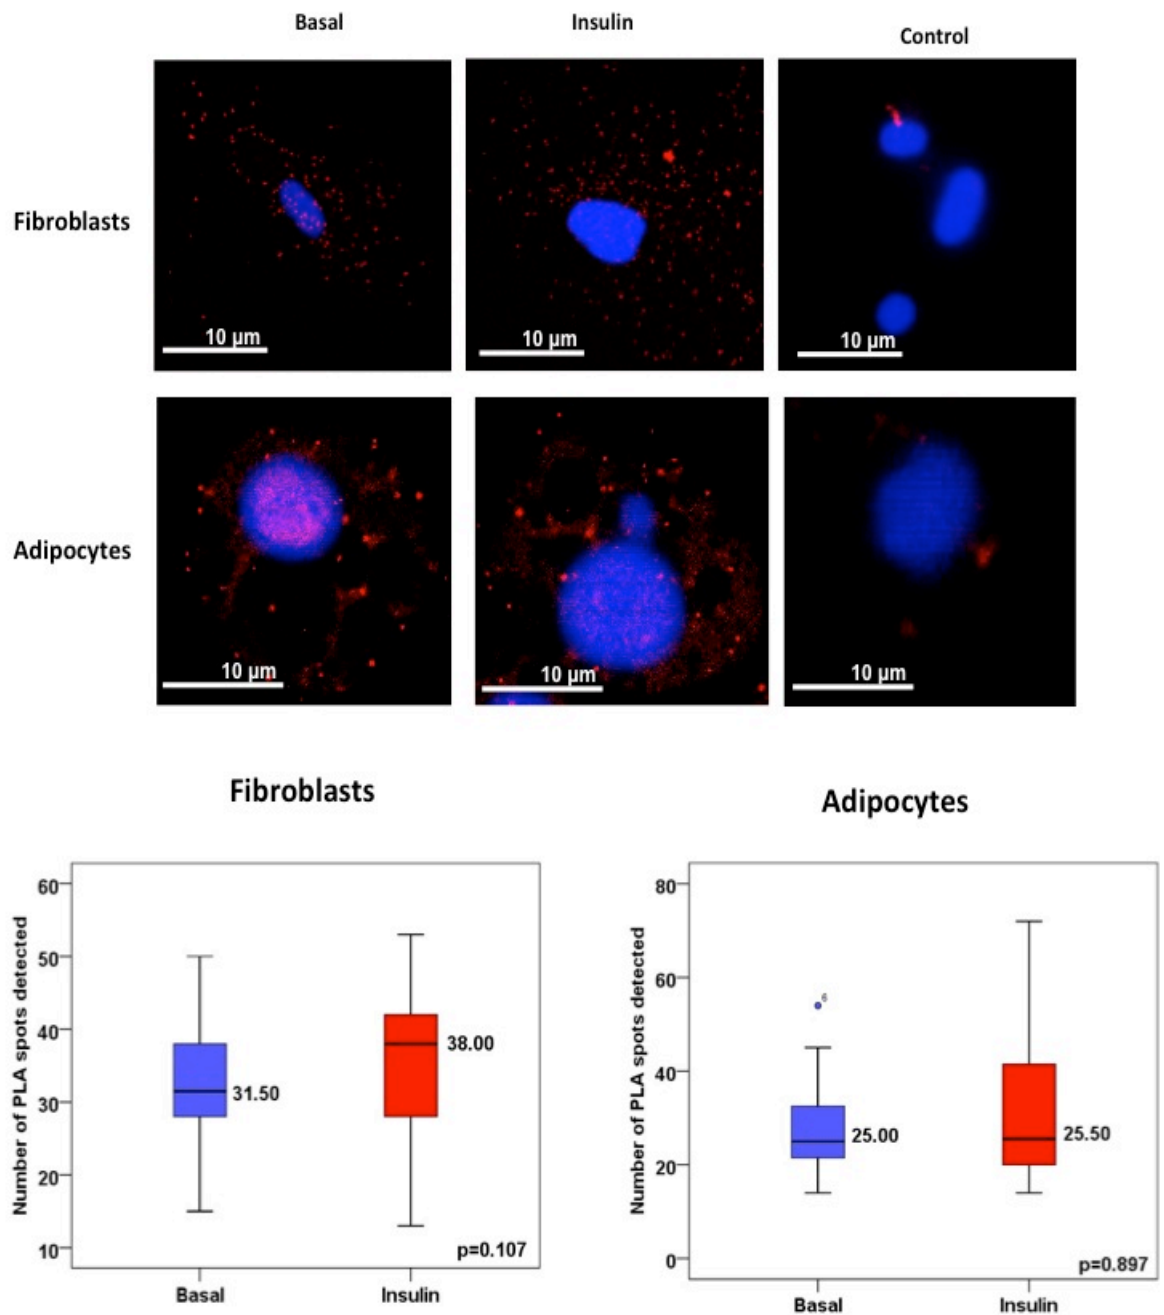 Basal
Insulin
Control
Fibroblasts
10 µm
10 µm
10 µm
Adipocytes
10 µm
10 µm
10 µm
Fibroblasts
Number of PLA spots detected
60
50
40
30
20
10
31.50
38.00
p=0.107
Basal
Insulin
Adipocytes
Number of PLA spots detected
80
60
40
20
0
6
25.00
25.50
p=0.897
Basal
Insulin